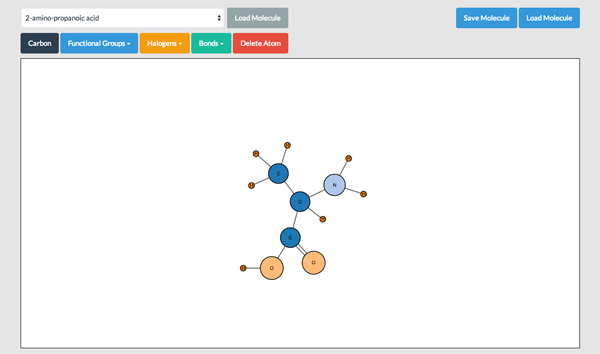 2-amino-propanoic acid Load Molecule Save Molecule Load Molecule
Carbon Functional Groups Halogens Bonds Delete Atom
H
H H
C
H N
H
C
H
C
O
H O